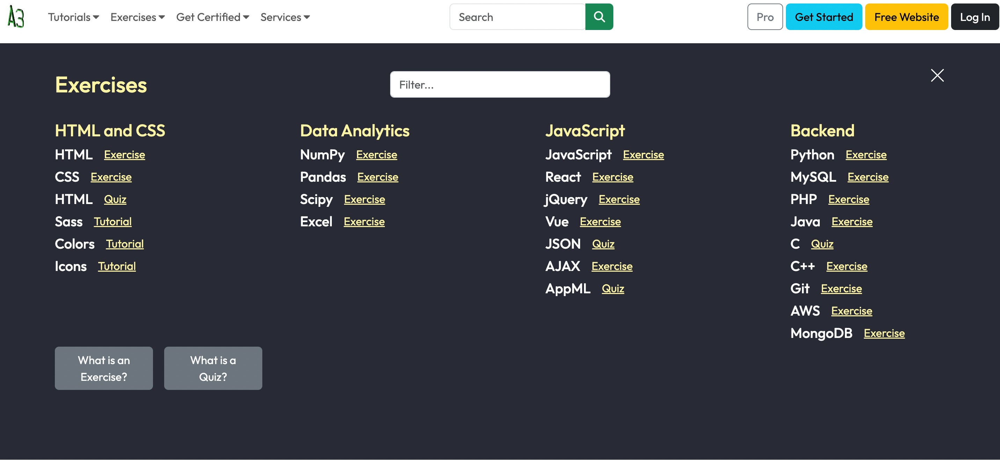 A3
Tutorials Exercises Get Certified Services Search Pro Get Started Free Website Log In
Exercises Filter...
HTML and CSS
HTML Exercise
CSS Exercise
HTML Quiz
Sass Tutorial
Colors Tutorial
Icons Tutorial
Data Analytics
NumPy Exercise
Pandas Exercise
Scipy Exercise
Excel Exercise
JavaScript
JavaScript Exercise
React Exercise
jQuery Exercise
Vue Exercise
JSON Quiz
AJAX Exercise
AppML Quiz
Backend
Python Exercise
MySQL Exercise
PHP Exercise
Java Exercise
C Quiz
C++ Exercise
Git Exercise
AWS Exercise
MongoDB Exercise
What is an
Exercise?
What is a
Quiz?